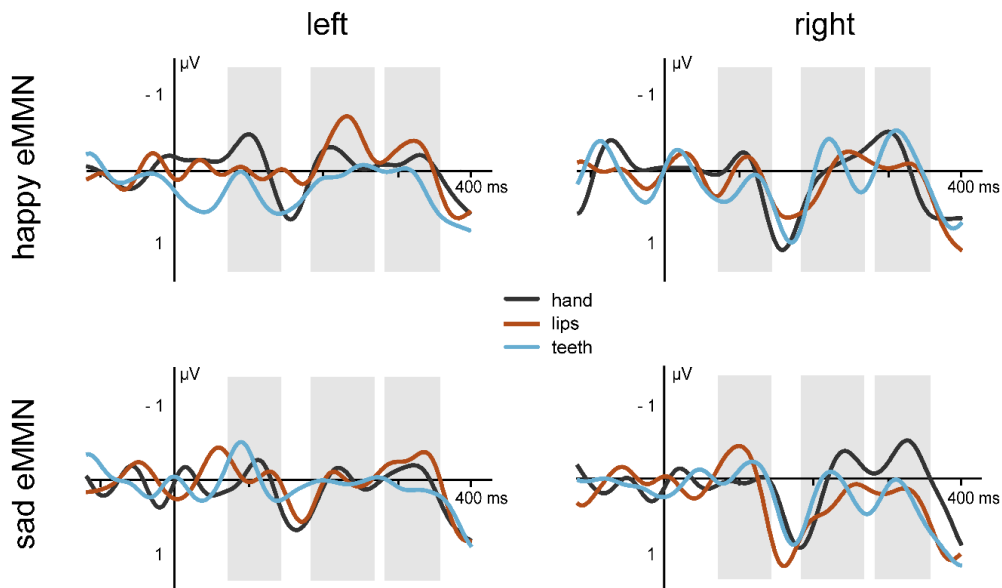 left
right
happy eMMN
µV
- 1
1
400 ms
µV
- 1
1
400 ms
hand
lips
teeth
sad eMMN
µV
- 1
1
400 ms
µV
- 1
1
400 ms